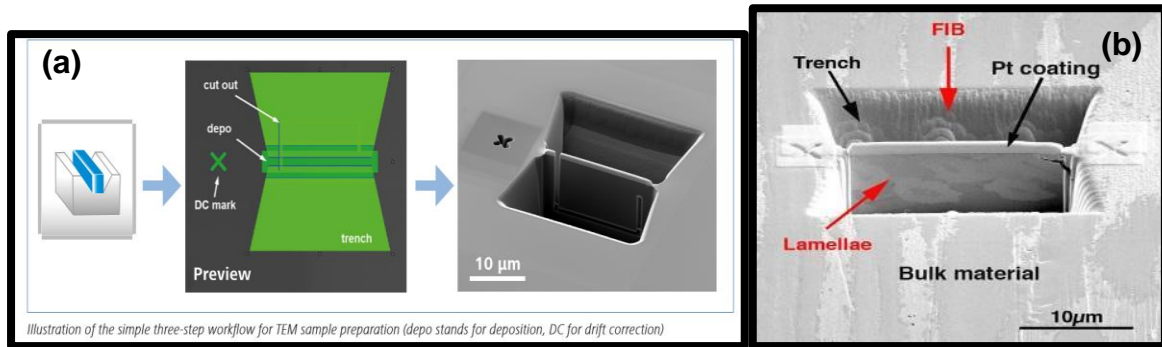 (a)
cut out
depo
DC mark
trench
Preview
10 µm
Illustration of the simple three-step workflow for TEM sample preparation (depo stands for deposition, DC for drift correction)
(b)
FIB
Trench
Pt coating
Lamellae
Bulk material
10µm